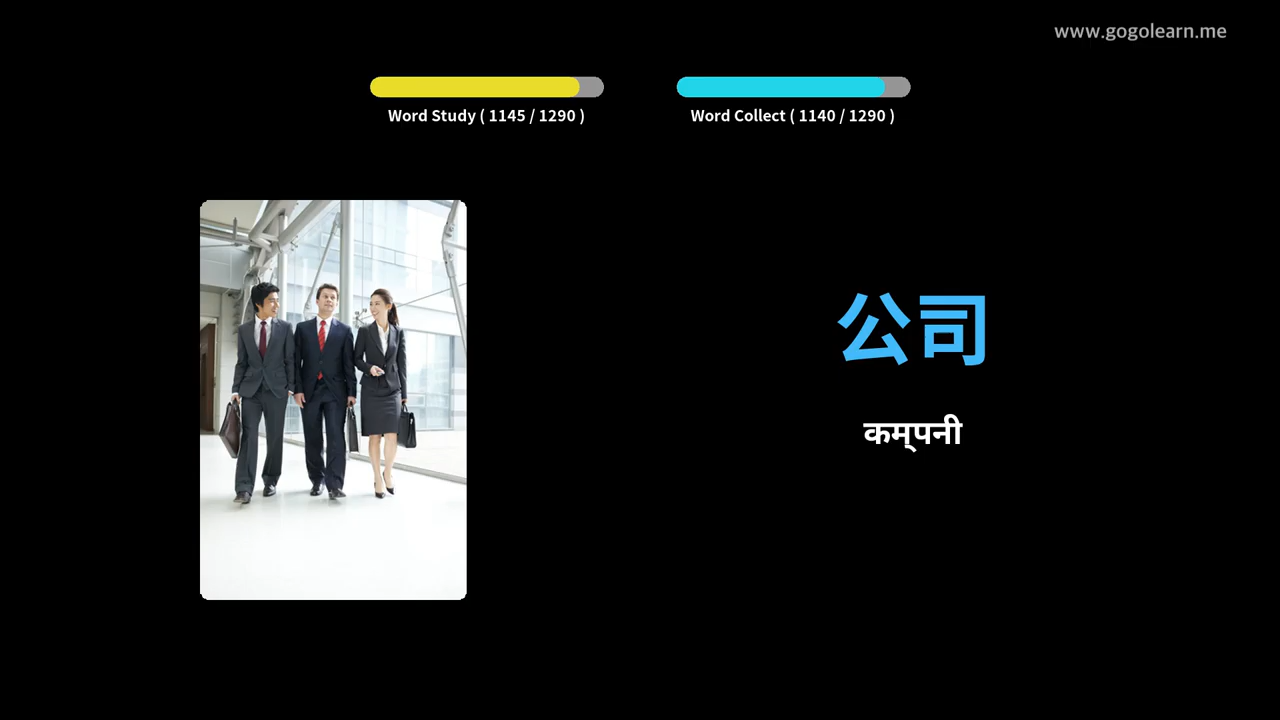 www.gogolearn.me
Word Study ( 1145 / 1290 )
Word Collect ( 1140 / 1290 )
公司
कम्‌पनी